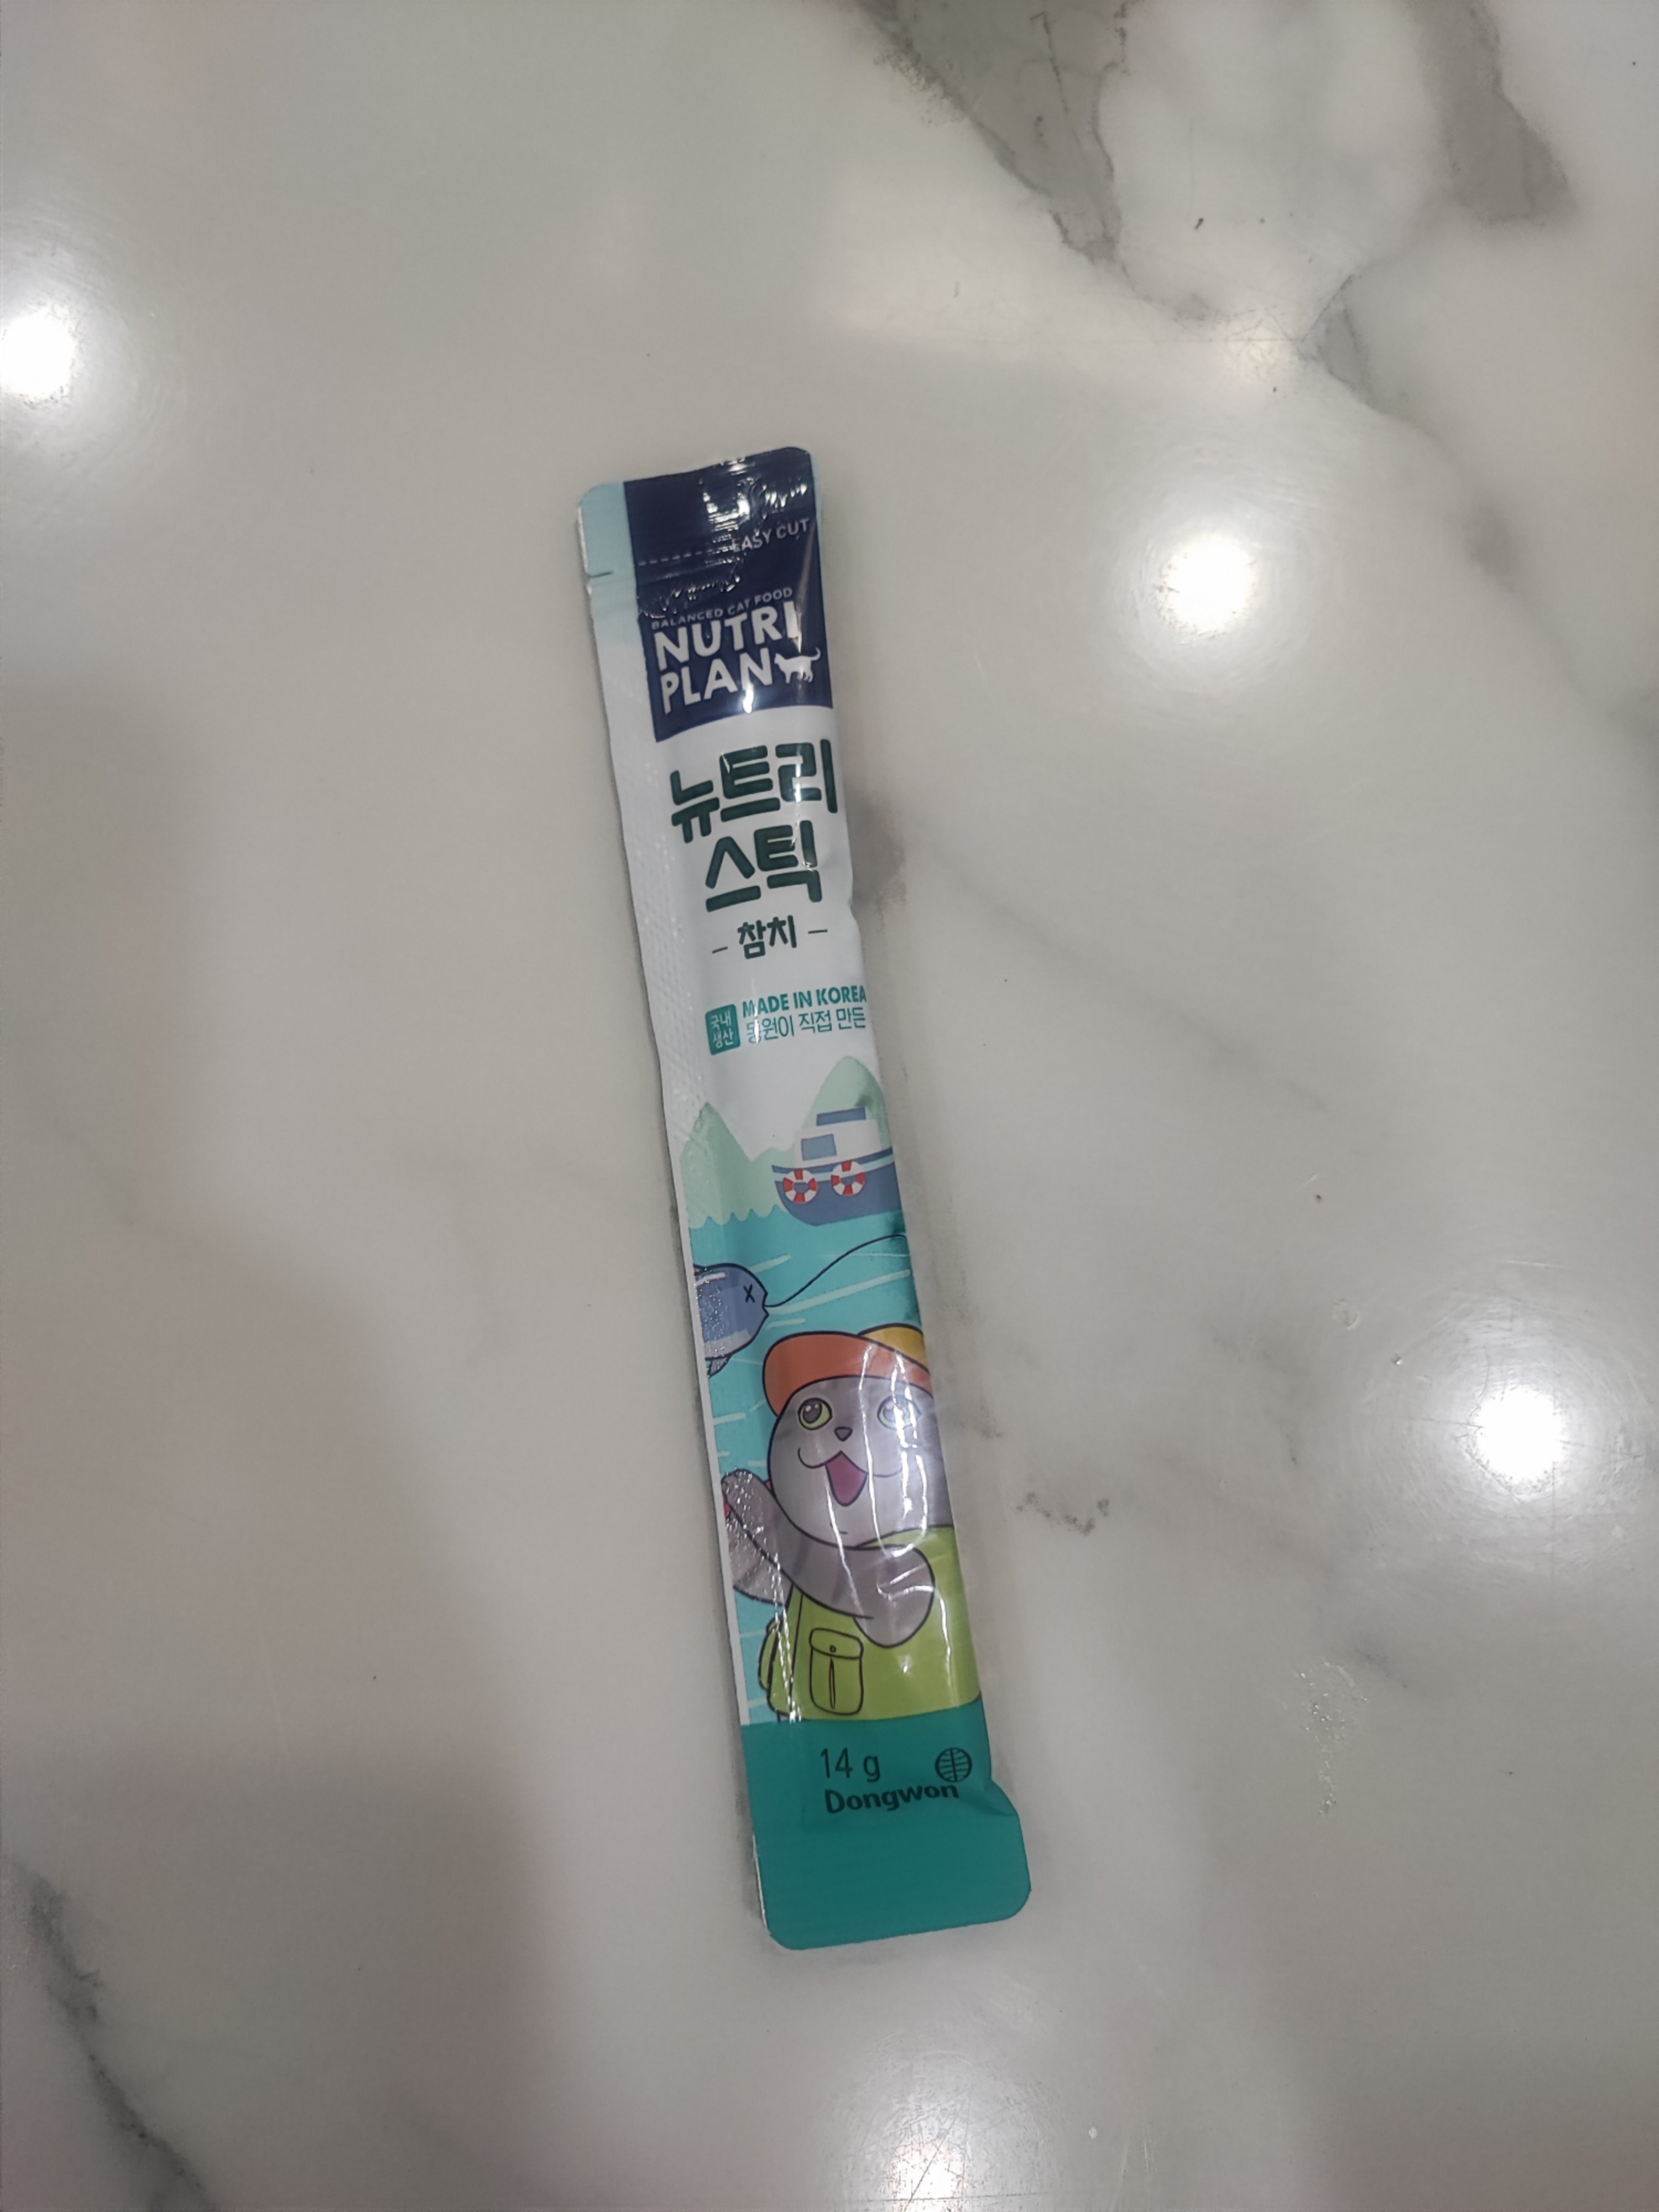 EASY CUT
BALANCED CAT FOOD
NUTRI
PLAN
뉴트리
스틱
- 참치 -
국내
생산
MADE IN KOREA
동원이 직접 만든
14 g
Dongwon